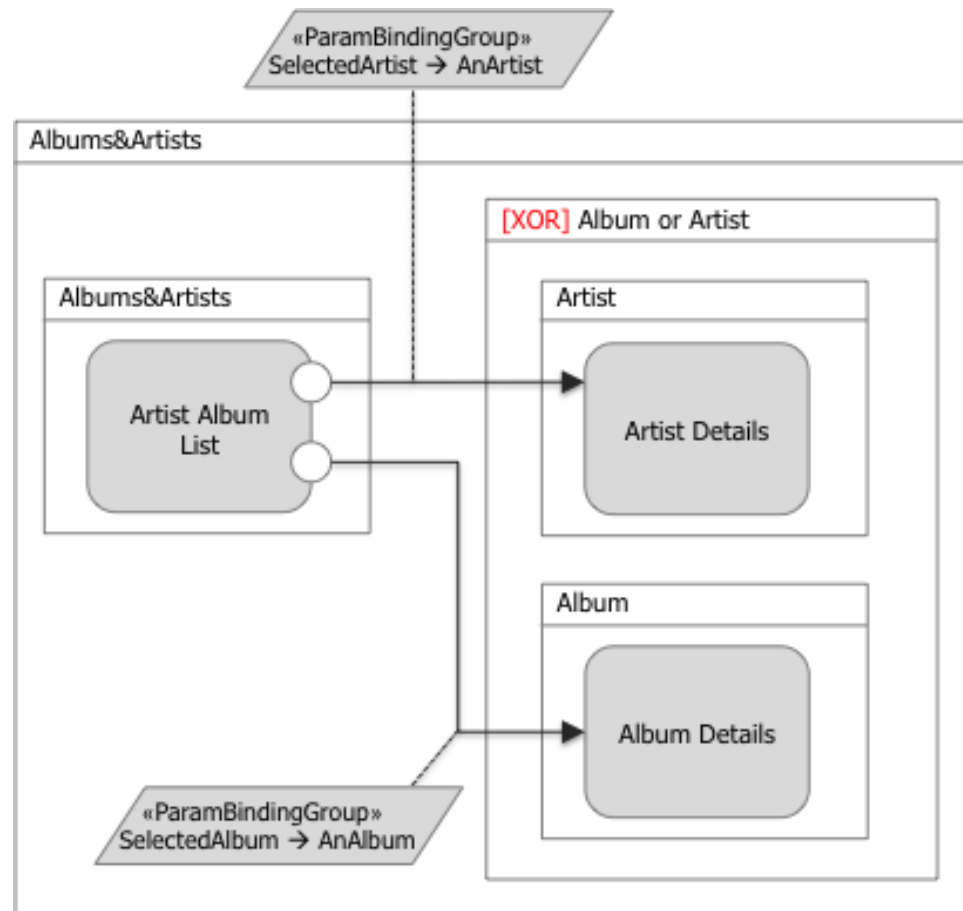 «ParamBindingGroup»
SelectedArtist → AnArtist
Albums&Artists
[XOR] Album or Artist
Albums&Artists
Artist
Artist Album
List
Artist Details
Album
Album Details
«ParamBindingGroup»
SelectedAlbum → AnAlbum